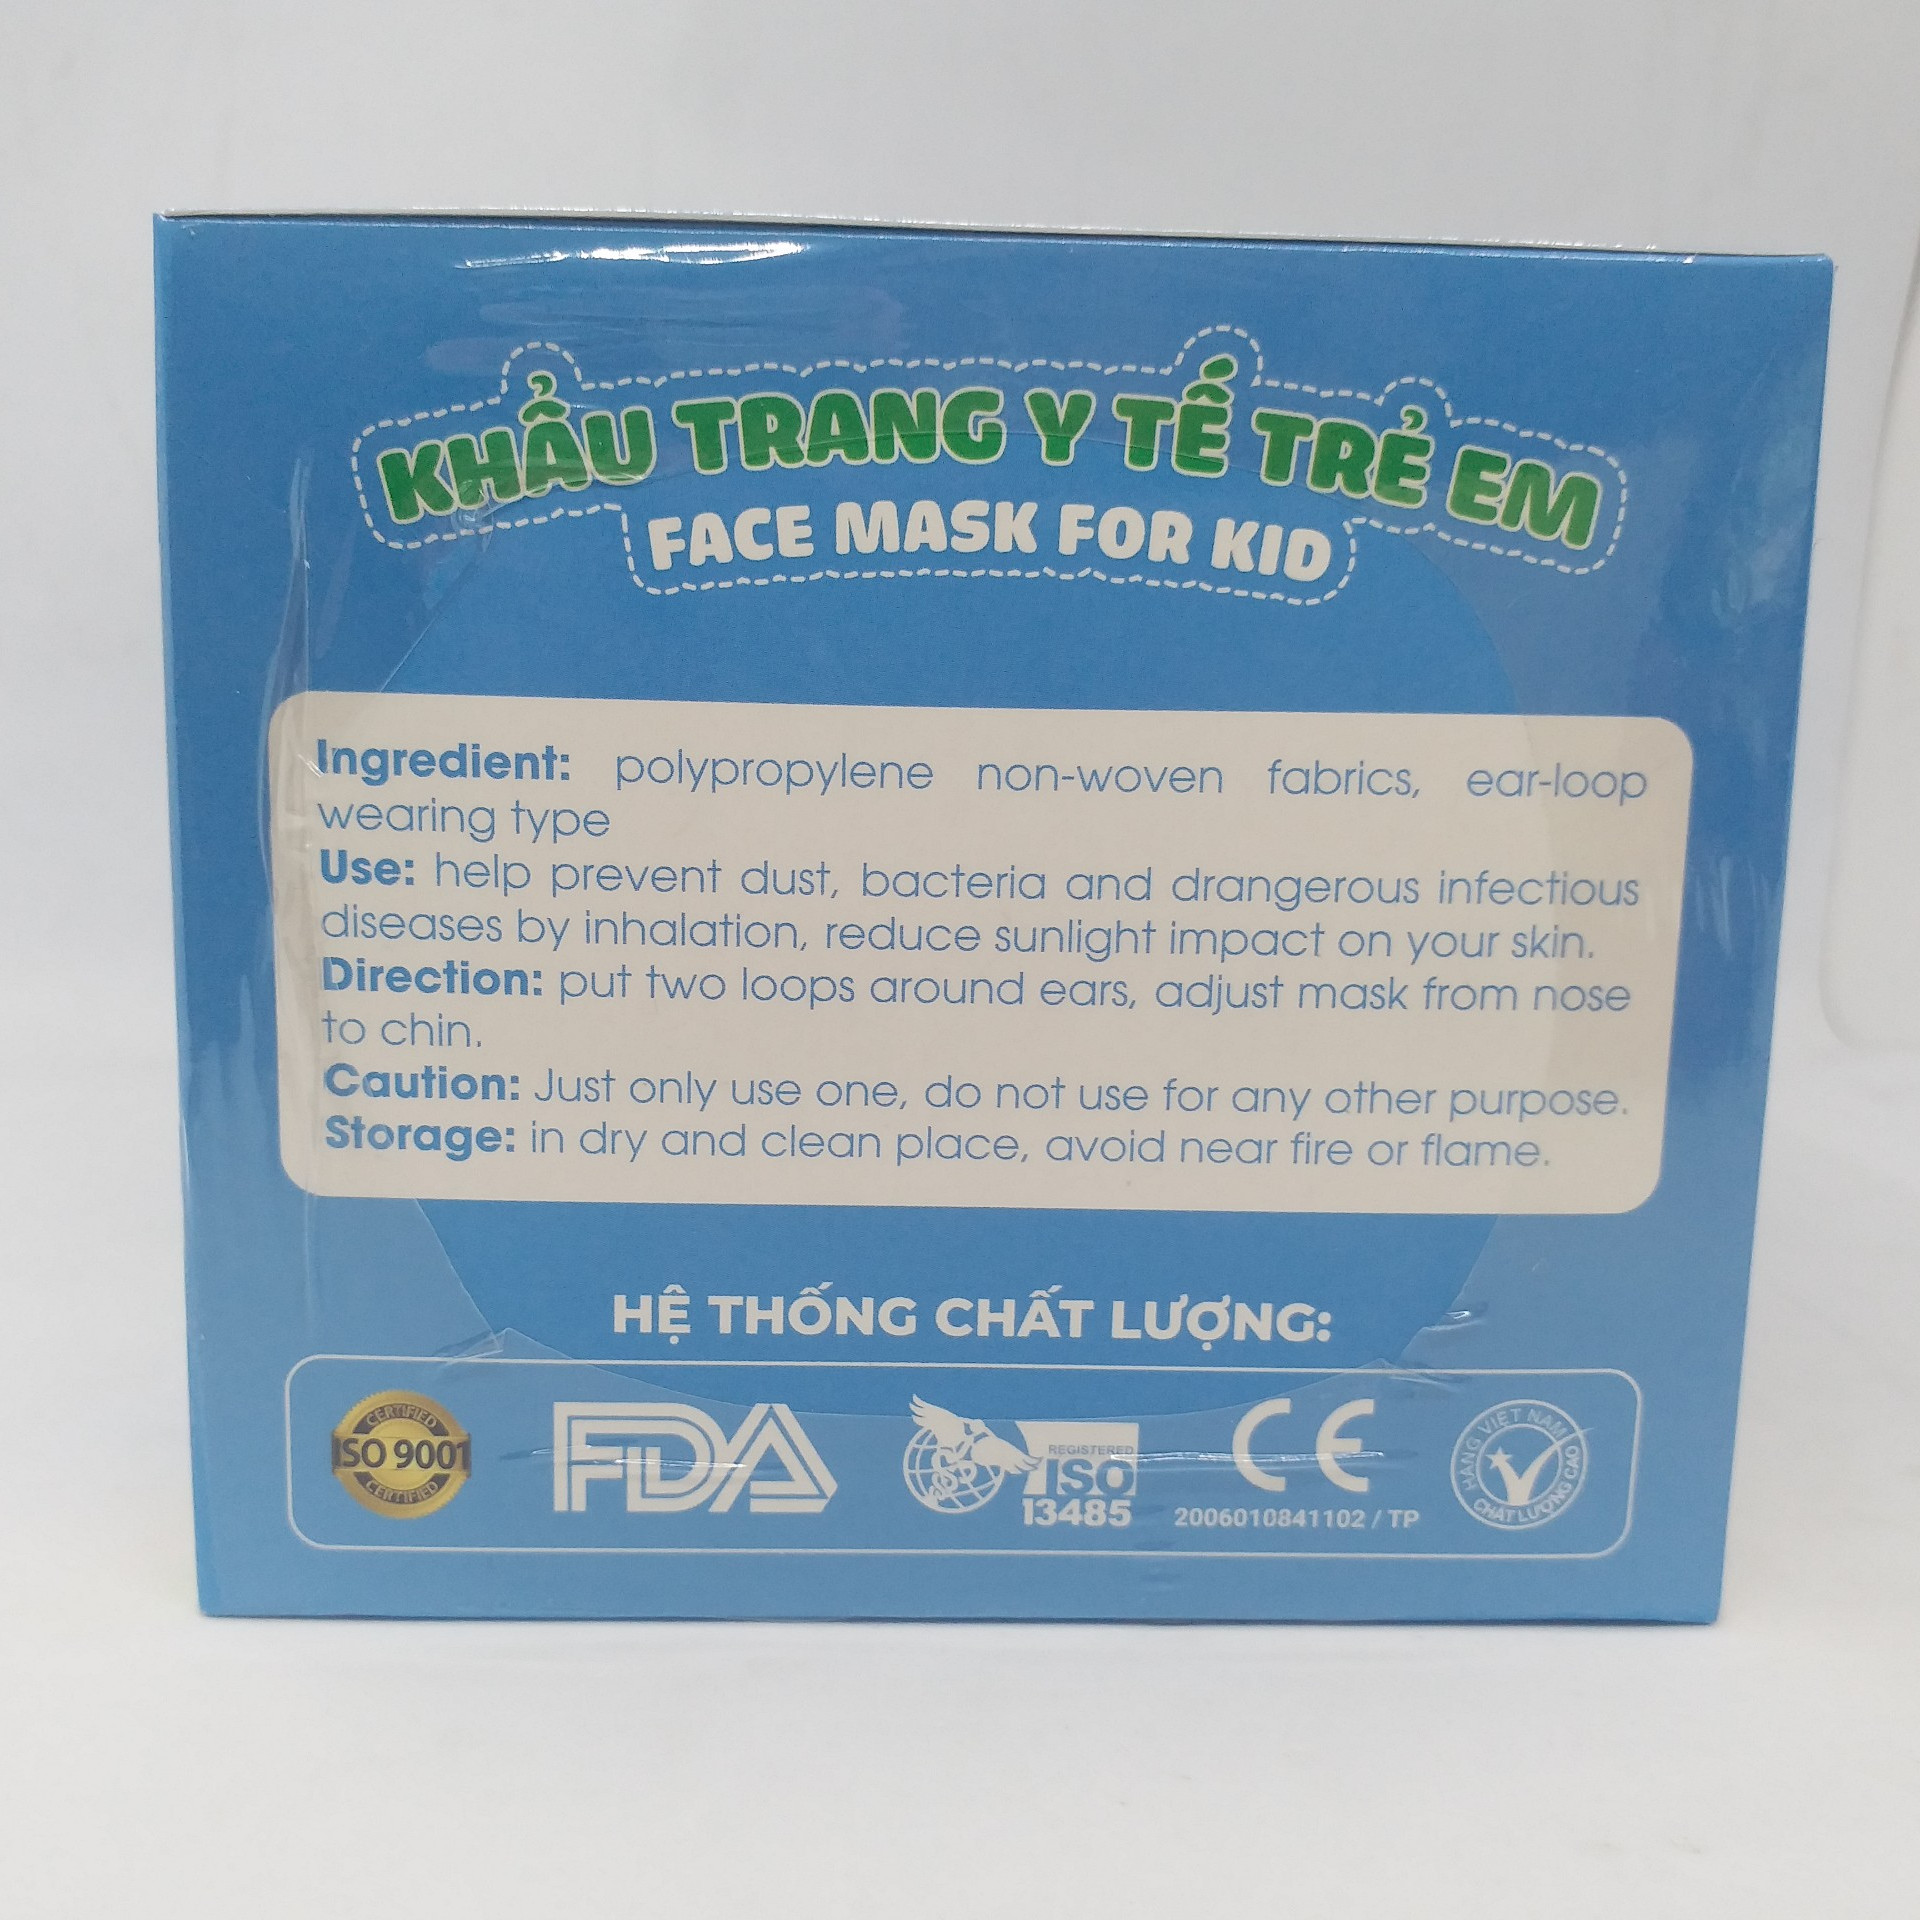 KHẨU TRANG Y TẾ TRẺ EM
FACE MASK FOR KID
Ingredient: polypropylene non-woven fabrics, ear-loop
wearing type
Use: help prevent dust, bacteria and drangerous infectious
diseases by inhalation, reduce sunlight impact on your skin.
Direction: put two loops around ears, adjust mask from nose
to chin.
Caution: Just only use one, do not use for any other purpose.
Storage: in dry and clean place, avoid near fire or flame.
HỆ THỐNG CHẤT LƯỢNG:
CERTIFIED
ISO 9001
CERTIFIED
FDA
REGISTERED
ISO
13485
CE
2006010841102 / TP
HÀNG VIỆT NAM
CHẤT LƯỢNG CAO